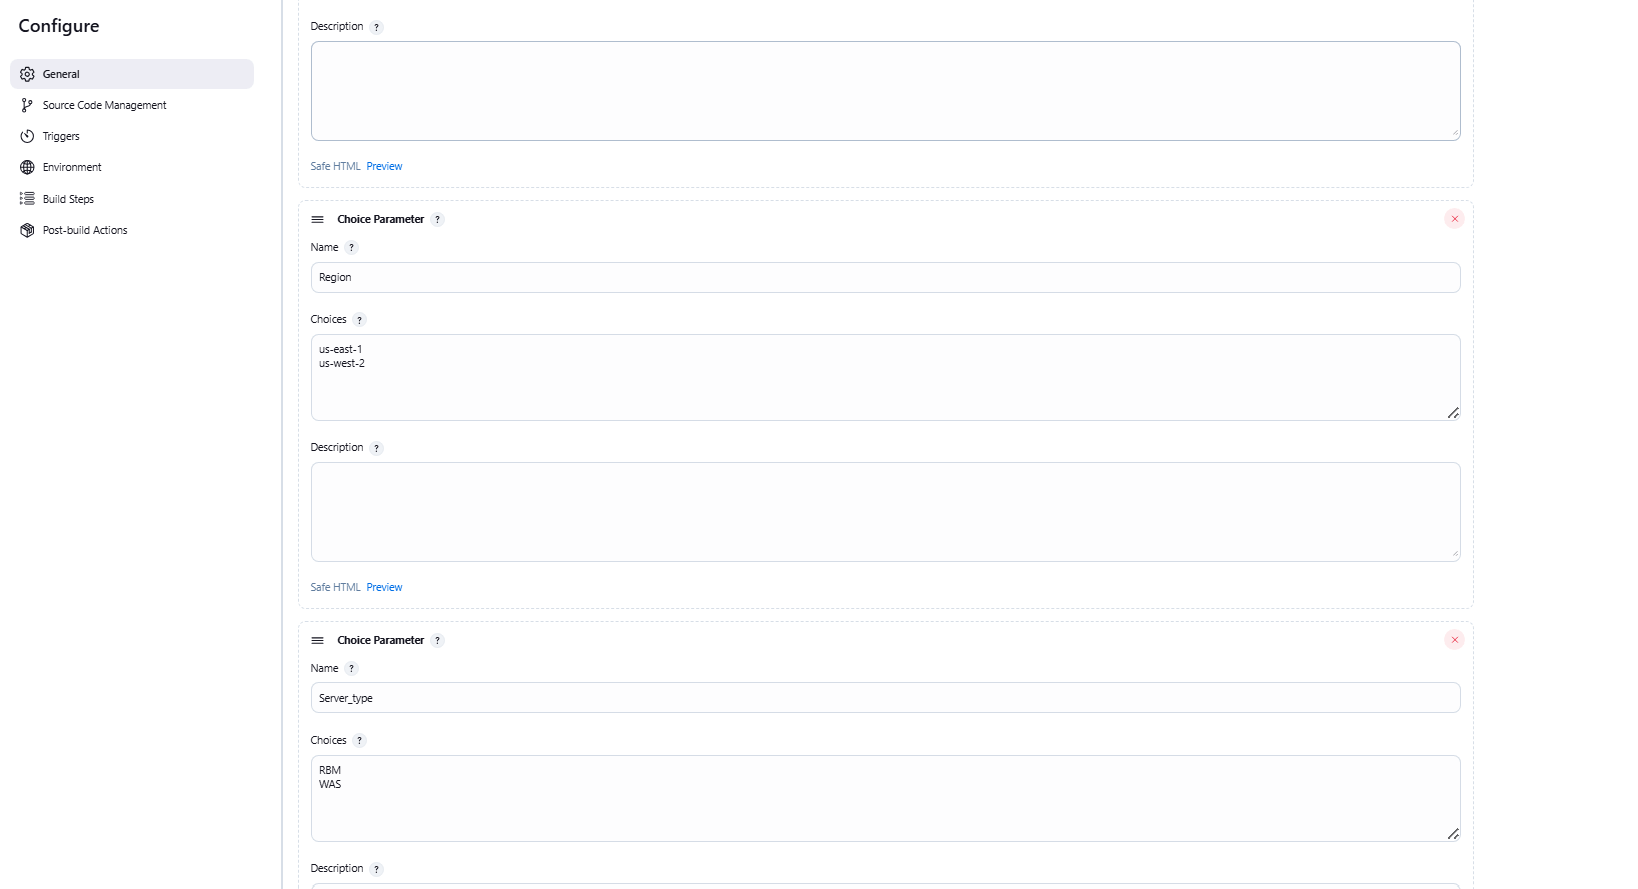 Configure
General
Source Code Management
Triggers
Environment
Build Steps
Post-build Actions
Description ?
Safe HTML Preview
Choice Parameter ?
Name ?
Region
Choices ?
us-east-1
us-west-2
Description ?
Safe HTML Preview
Choice Parameter ?
Name ?
Server_type
Choices ?
RBM
WAS
Description ?